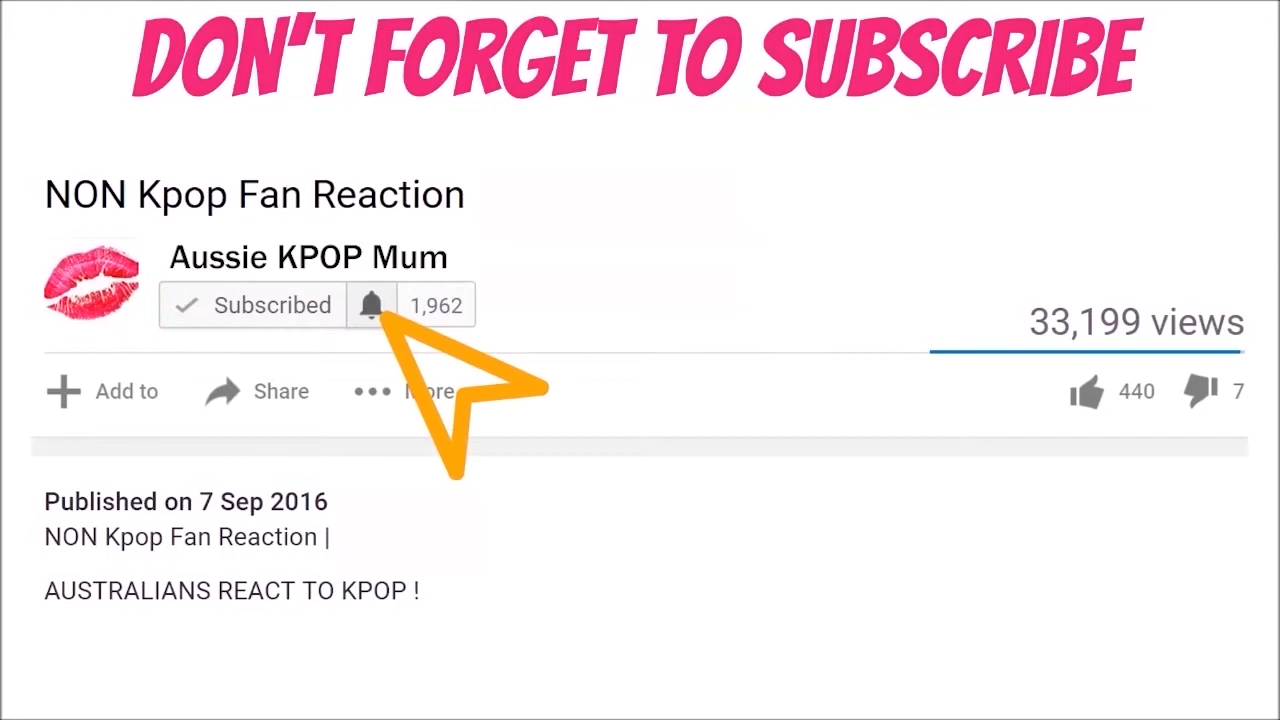 DON'T FORGET TO SUBSCRIBE
NON Kpop Fan Reaction
Aussie KPOP Mum
Subscribed 1,962
33,199 views
Add to Share More 440 7
Published on 7 Sep 2016
NON Kpop Fan Reaction |
AUSTRALIANS REACT TO KPOP !